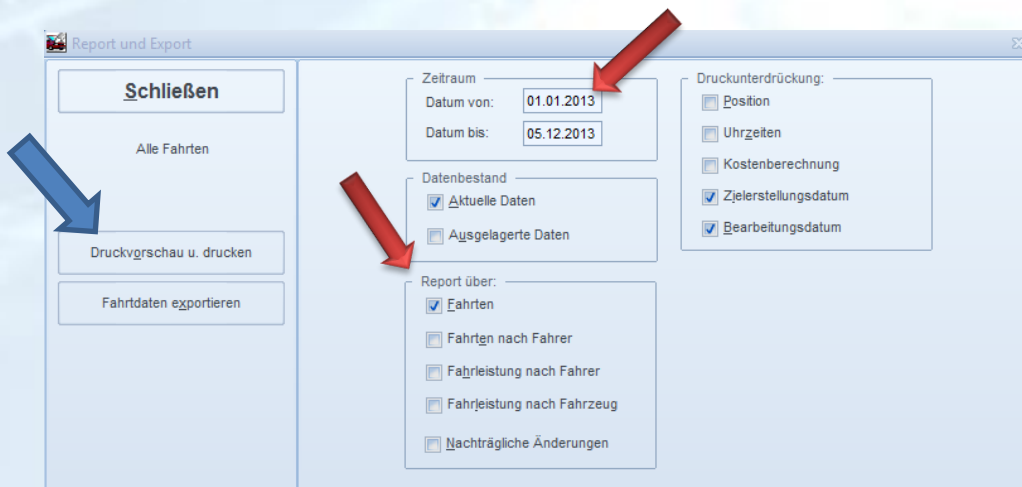 Report und Export
Schließen
Alle Fahrten
Druckvorschau u. drucken
Fahrtdaten exportieren
Zeitraum
Datum von: 01.01.2013
Datum bis: 05.12.2013
Datenbestand
Aktuelle Daten
Ausgelagerte Daten
Report über:
Fahrten
Fahrten nach Fahrer
Fahrleistung nach Fahrer
Fahrleistung nach Fahrzeug
Nachträgliche Änderungen
Druckunterdrückung:
Position
Uhrzeiten
Kostenberechnung
Zielerstellungsdatum
Bearbeitungsdatum